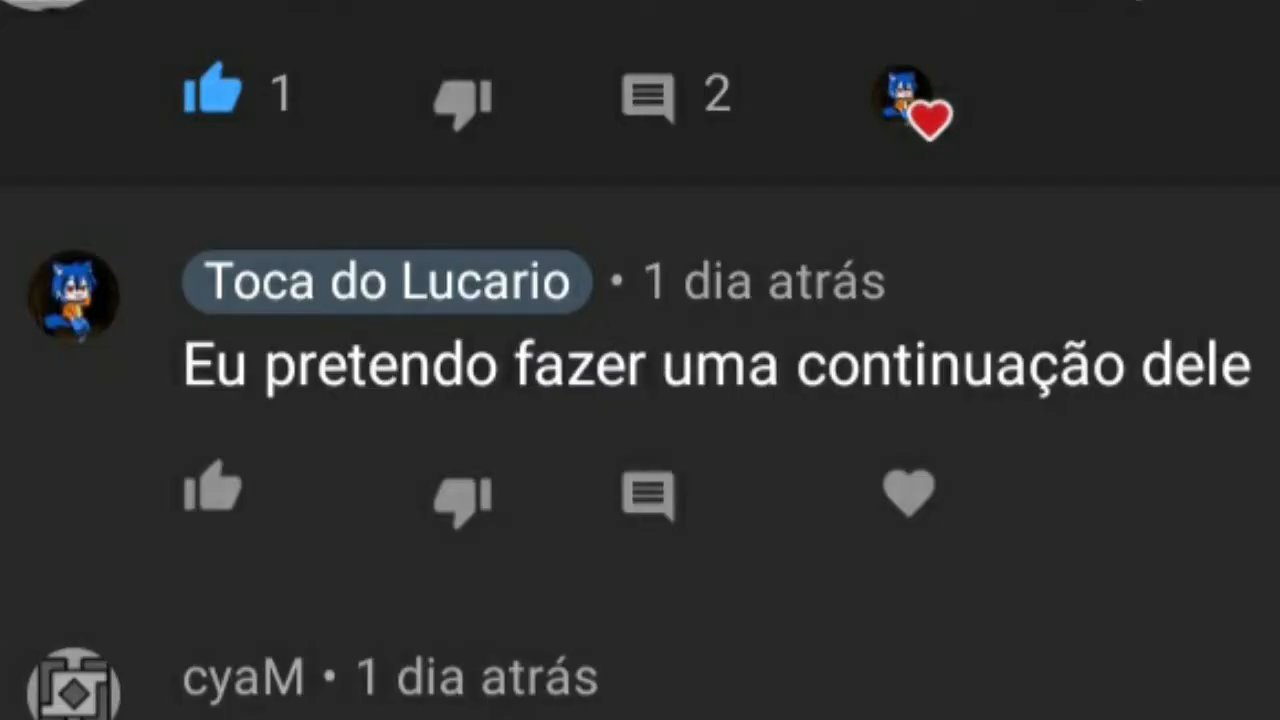 1 2
Toca do Lucario • 1 dia atrás
Eu pretendo fazer uma continuação dele
cyaM • 1 dia atrás